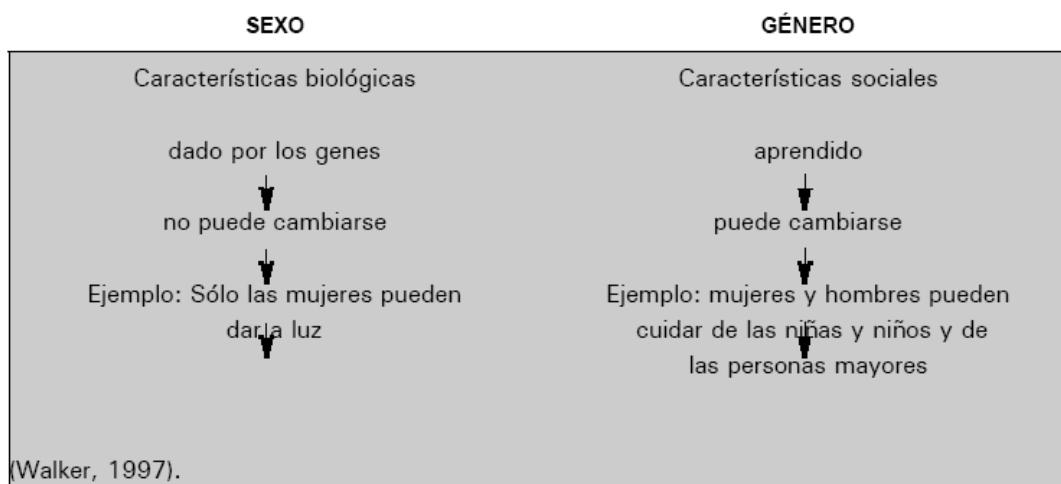 SEXO GÉNERO
Características biológicas Características sociales
dado por los genes aprendido
no puede cambiarse puede cambiarse
Ejemplo: Sólo las mujeres pueden Ejemplo: mujeres y hombres pueden
dar a luz cuidar de las niñas y niños y de
las personas mayores
(Walker, 1997).